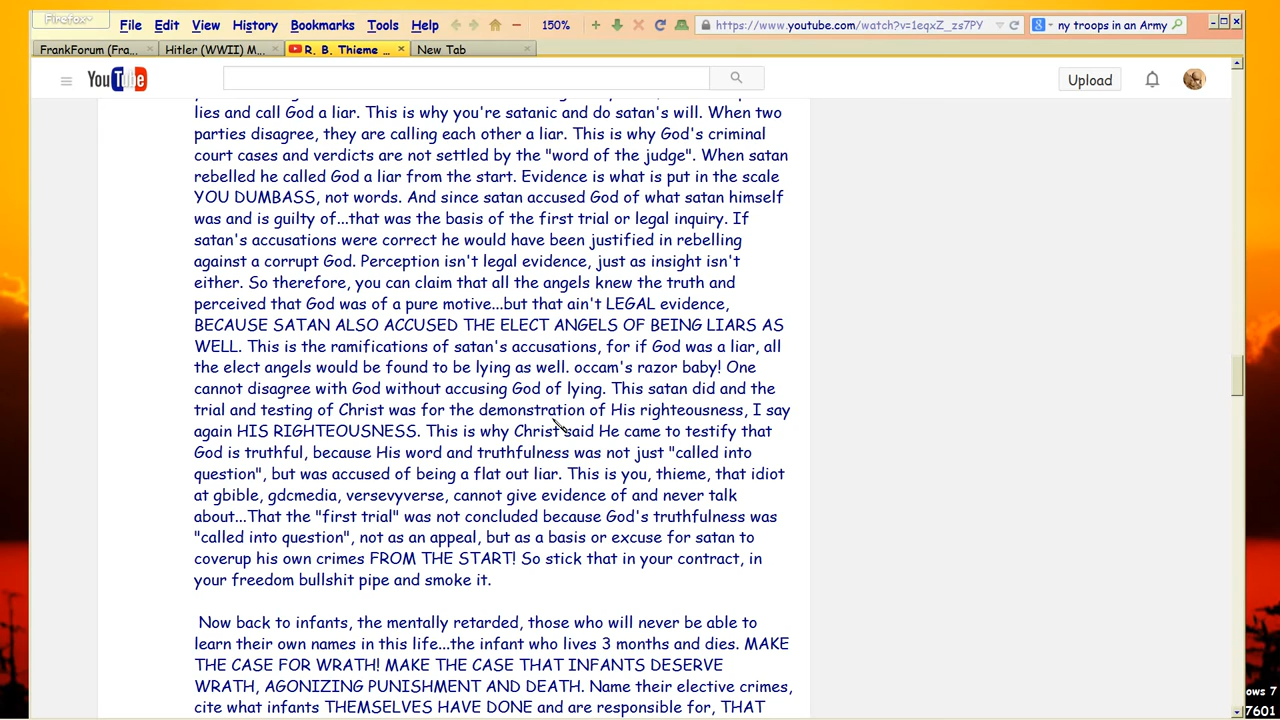 Firefox
File Edit View History Bookmarks Tools Help
150%
https://www.youtube.com/watch?v=1eqxZ_zs7PY
ny troops in an Army
FrankForum (Fra...
Hitler (WWII) M...
R. B. Thieme ...
New Tab
YouTube
Upload
lies and call God a liar. This is why you're satanic and do satan's will. When two
parties disagree, they are calling each other a liar. This is why God's criminal
court cases and verdicts are not settled by the "word of the judge". When satan
rebelled he called God a liar from the start. Evidence is what is put in the scale
YOU DUMBASS, not words. And since satan accused God of what satan himself
was and is guilty of...that was the basis of the first trial or legal inquiry. If
satan's accusations were correct he would have been justified in rebelling
against a corrupt God. Perception isn't legal evidence, just as insight isn't
either. So therefore, you can claim that all the angels knew the truth and
perceived that God was of a pure motive...but that ain't LEGAL evidence,
BECAUSE SATAN ALSO ACCUSED THE ELECT ANGELS OF BEING LIARS AS
WELL. This is the ramifications of satan's accusations, for if God was a liar, all
the elect angels would be found to be lying as well. occam's razor baby! One
cannot disagree with God without accusing God of lying. This satan did and the
trial and testing of Christ was for the demonstration of His righteousness, I say
again HIS RIGHTEOUSNESS. This is why Christ said He came to testify that
God is truthful, because His word and truthfulness was not just "called into
question", but was accused of being a flat out liar. This is you, thieme, that idiot
at gbible, gdcmedia, versevyverse, cannot give evidence of and never talk
about...That the "first trial" was not concluded because God's truthfulness was
"called into question", not as an appeal, but as a basis or excuse for satan to
coverup his own crimes FROM THE START! So stick that in your contract, in
your freedom bullshit pipe and smoke it.
Now back to infants, the mentally retarded, those who will never be able to
learn their own names in this life...the infant who lives 3 months and dies. MAKE
THE CASE FOR WRATH! MAKE THE CASE THAT INFANTS DESERVE
WRATH, AGONIZING PUNISHMENT AND DEATH. Name their elective crimes,
cite what infants THEMSELVES HAVE DONE and are responsible for, THAT
ows 7
7601